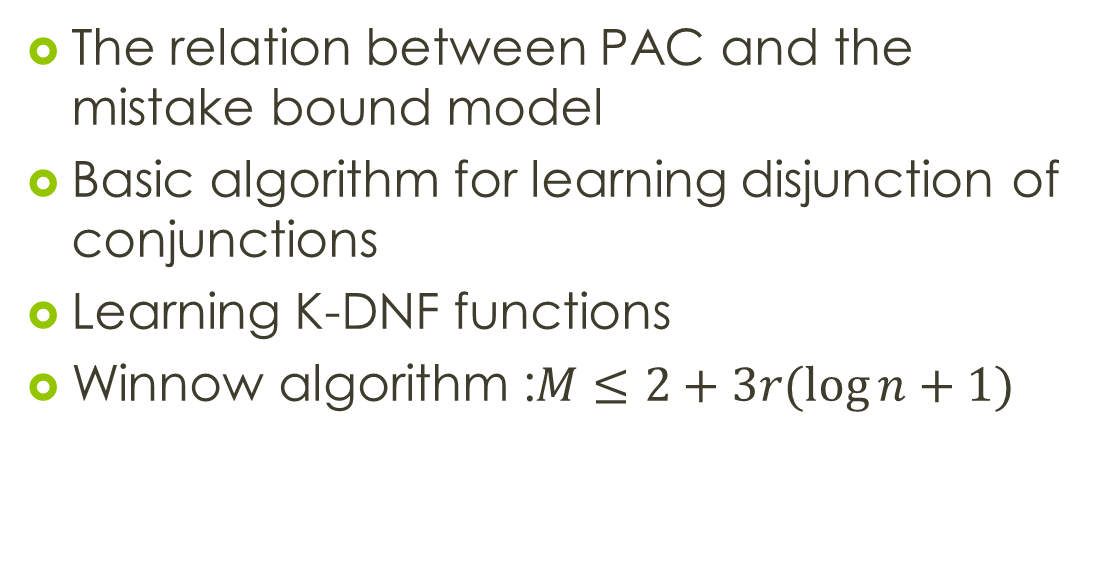 The relation between PAC and the
mistake bound model
Basic algorithm for learning disjunction of
conjunctions
Learning K-DNF functions
Winnow algorithm :𝑀 ≤ 2 + 3𝑟(log 𝑛 + 1)